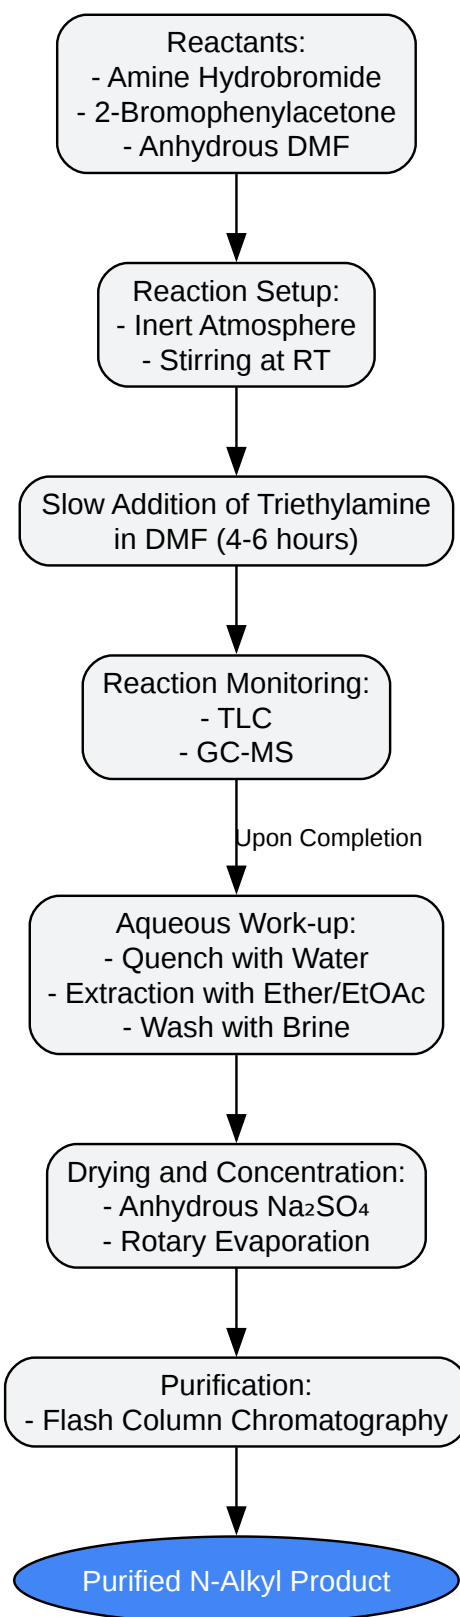 Reactants:
- Amine Hydrobromide
- 2-Bromophenylacetone
- Anhydrous DMF
Reaction Setup:
- Inert Atmosphere
- Stirring at RT
Slow Addition of Triethylamine
in DMF (4-6 hours)
Reaction Monitoring:
- TLC
- GC-MS
Upon Completion
Aqueous Work-up:
- Quench with Water
- Extraction with Ether/EtOAc
- Wash with Brine
Drying and Concentration:
- Anhydrous Na₂SO₄
- Rotary Evaporation
Purification:
- Flash Column Chromatography
Purified N-Alkyl Product